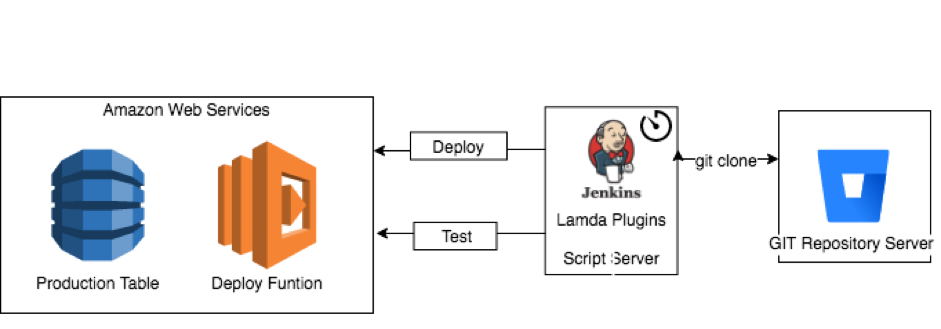 Amazon Web Services
Production Table
Deploy Funtion
Deploy
Test
Jenkins
Lamda Plugins
Script Server
git clone
GIT Repository Server